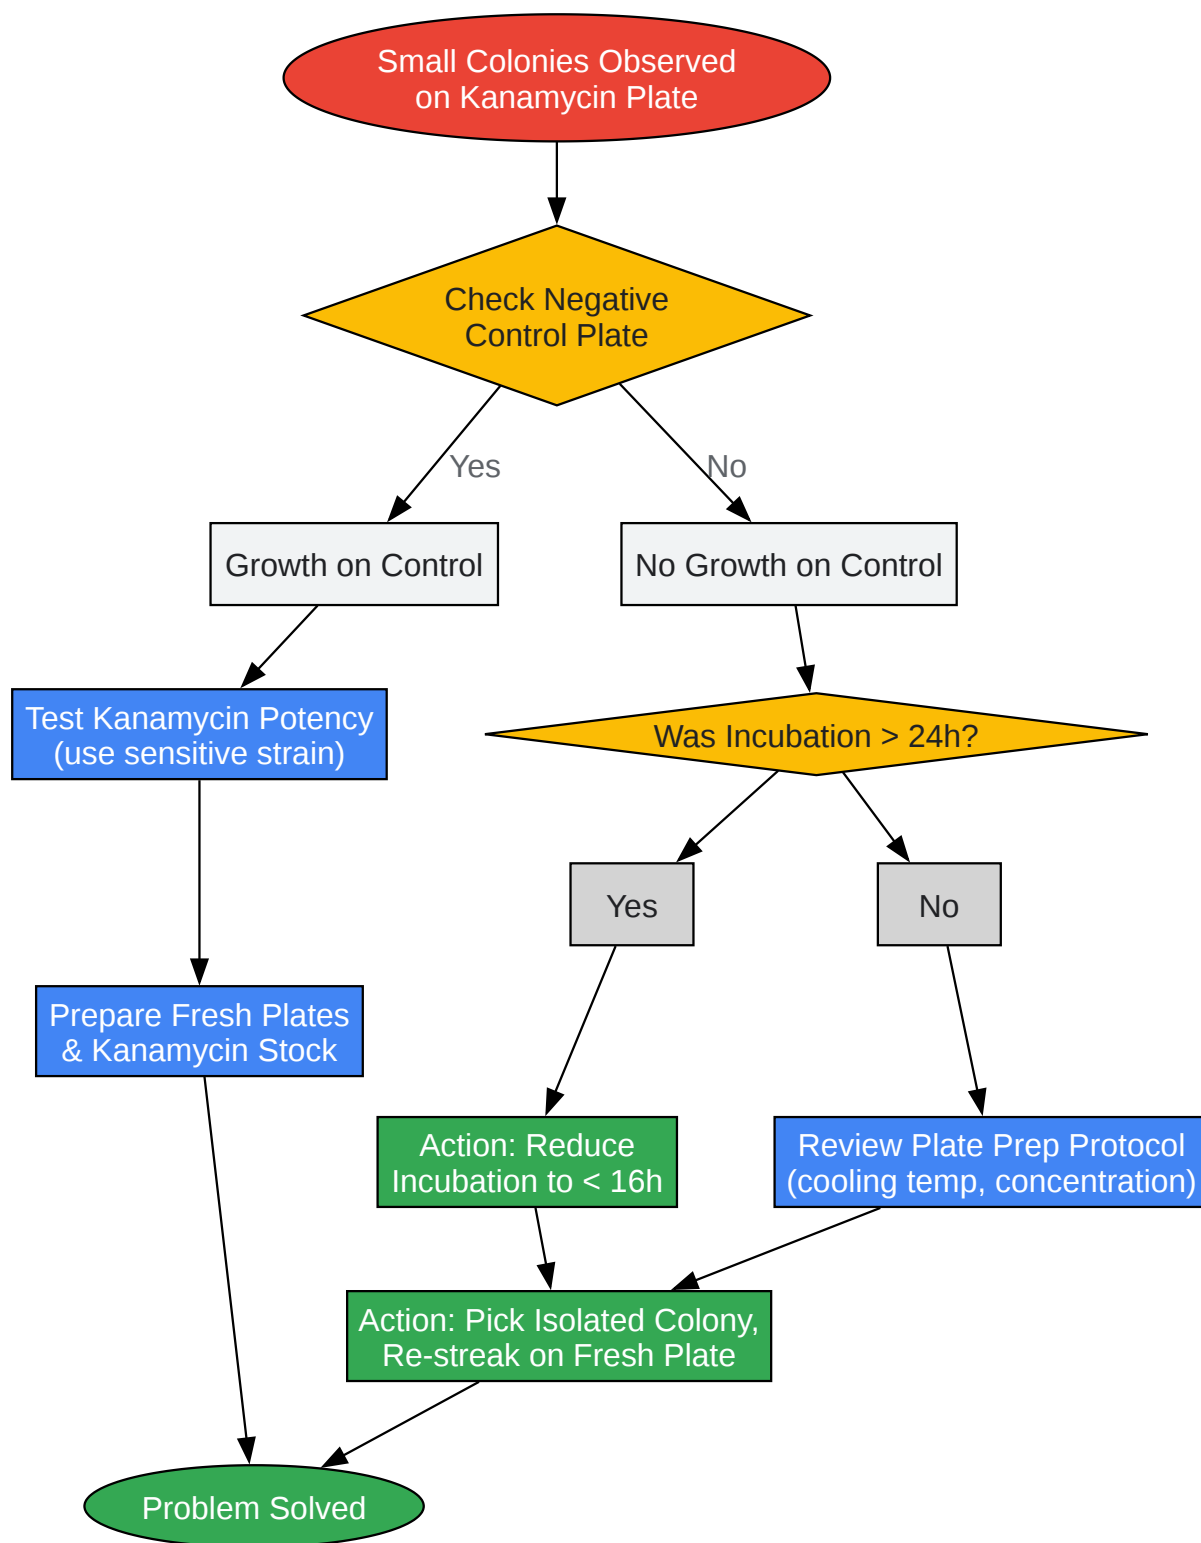 Small Colonies Observed
on Kanamycin Plate
Check Negative
Control Plate
Yes
No
Growth on Control
No Growth on Control
Test Kanamycin Potency
(use sensitive strain)
Was Incubation > 24h?
Yes
No
Prepare Fresh Plates
& Kanamycin Stock
Action: Reduce
Incubation to < 16h
Review Plate Prep Protocol
(cooling temp, concentration)
Action: Pick Isolated Colony,
Re-streak on Fresh Plate
Problem Solved